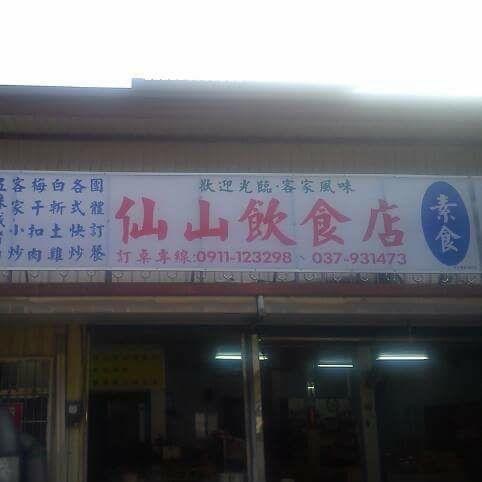 歡迎光臨·客家風味
仙山飲食店
訂桌專線:0911-123298、037-931473
素食
團體訂餐
各式快炒
白斬土雞
梅干扣肉
客家小炒